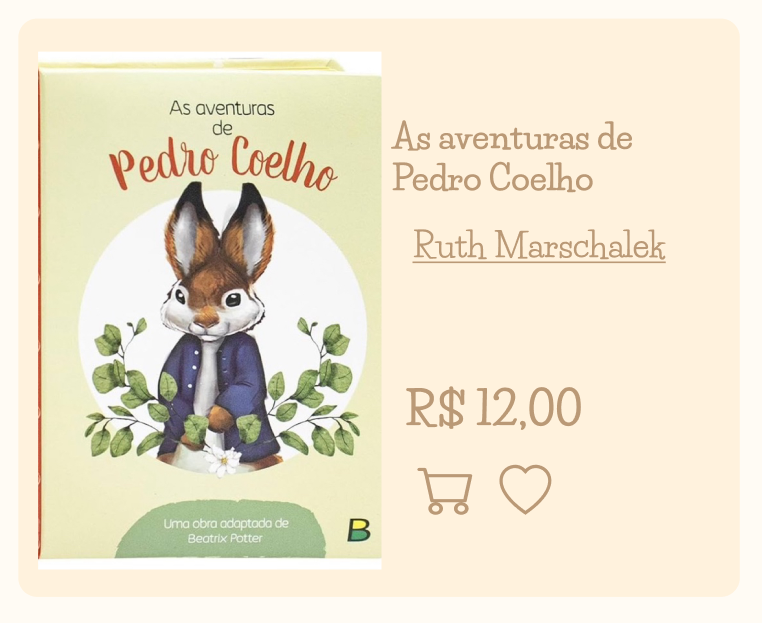 As aventuras
de
Pedro Coelho
Uma obra adaptada de
Beatrix Potter
B
As aventuras de
Pedro Coelho
Ruth Marschalek
R$ 12,00